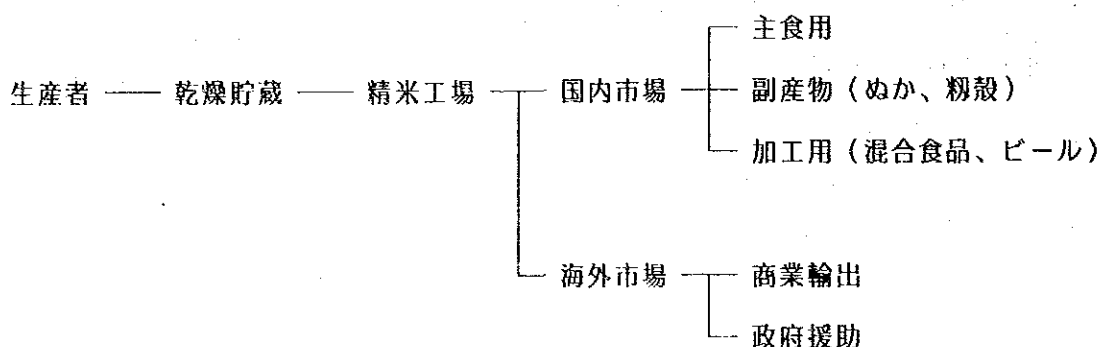 主食用
生産者 乾燥貯蔵 精米工場 国内市場 副産物（ぬか、籾殻）
加工用（混合食品、ビール）
海外市場 商業輸出
政府援助